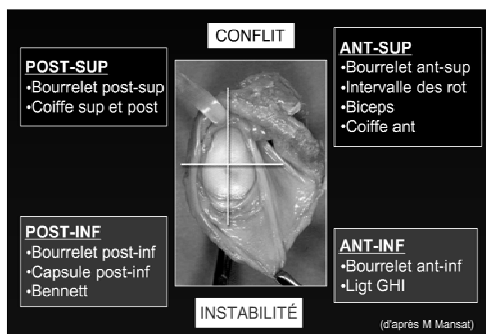 CONFLIT
POST-SUP
•Bourrelet post-sup
•Coiffe sup et post
ANT-SUP
•Bourrelet ant-sup
•Intervalle des rot
•Biceps
•Coiffe ant
POST-INF
•Bourrelet post-inf
•Capsule post-inf
•Bennett
ANT-INF
•Bourrelet ant-inf
•Ligt GHI
INSTABILITÉ
(d'après M Mansat)